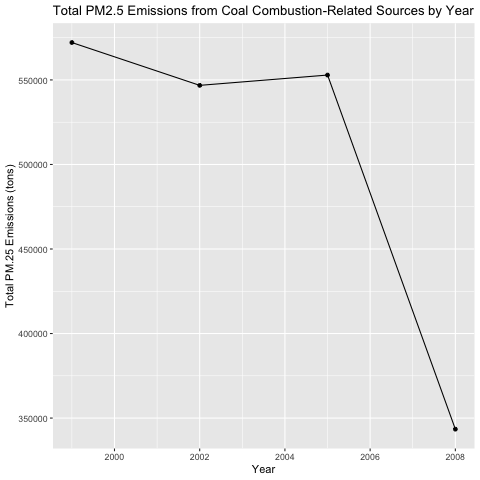 Total PM2.5 Emissions from Coal Combustion-Related Sources by Year
550000
500000
450000
400000
350000
Total PM.25 Emissions (tons)
2000 2002 2004 2006 2008
Year